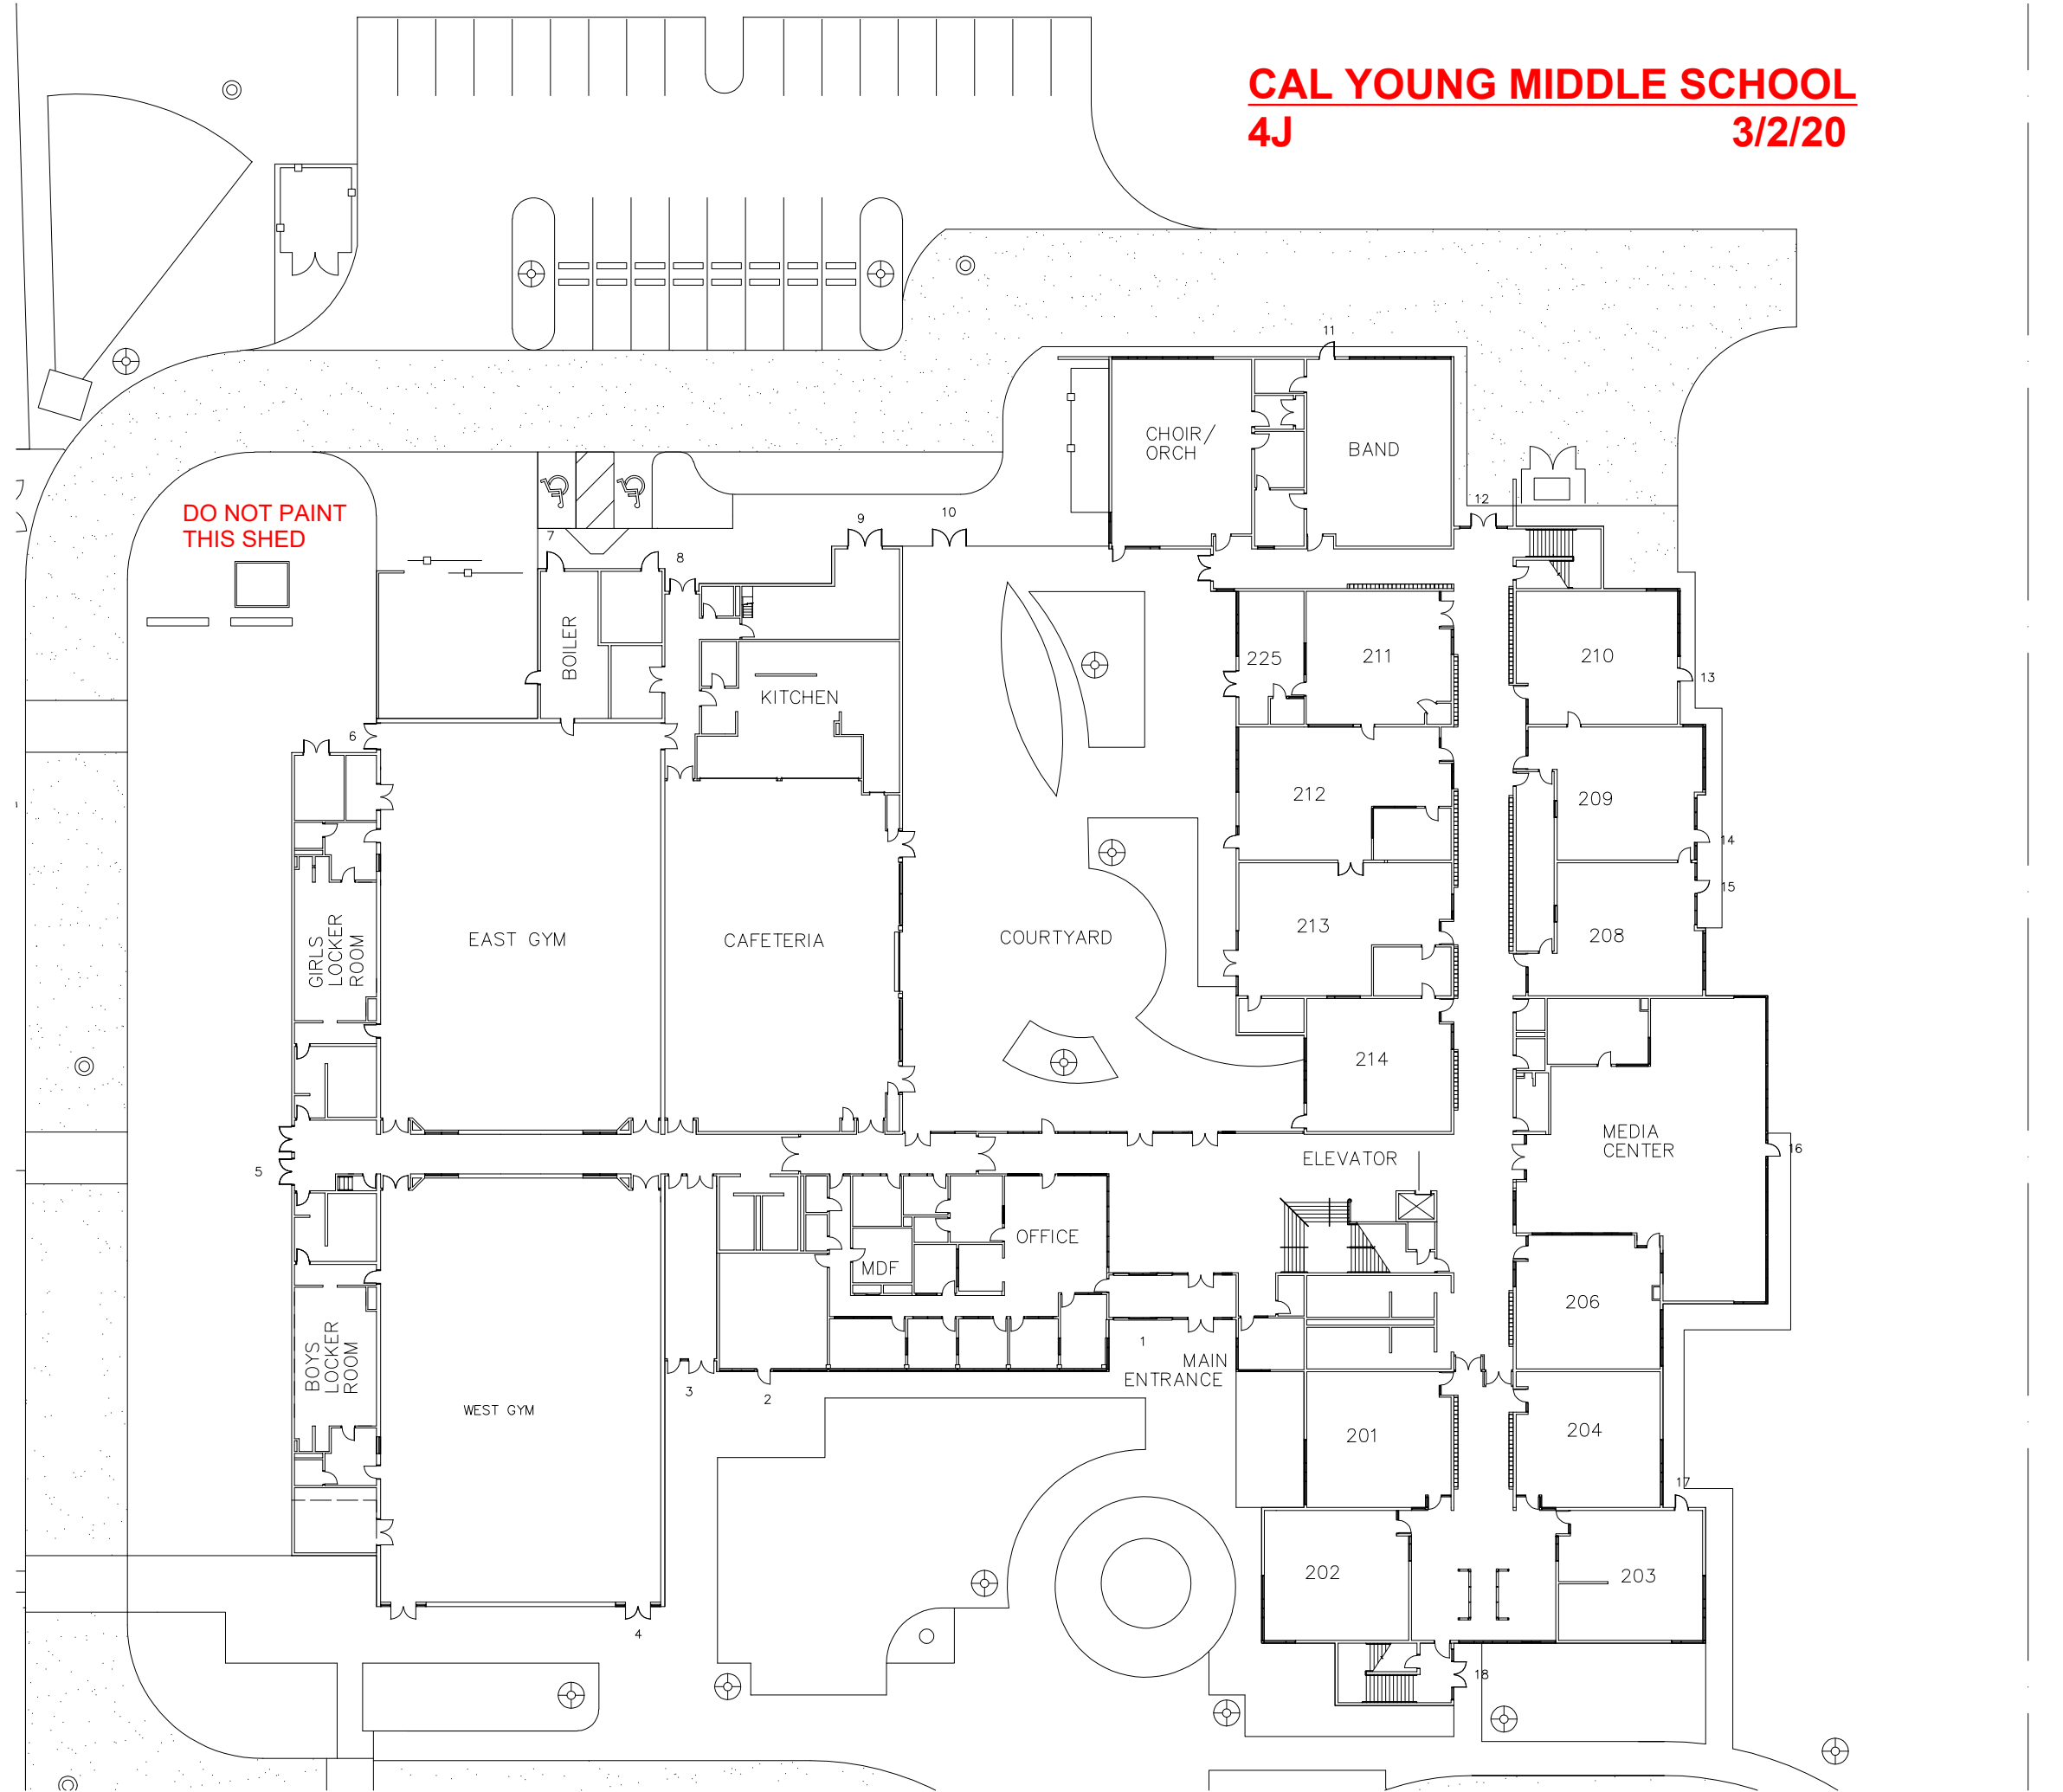 CAL YOUNG MIDDLE SCHOOL
4J 3/2/20
11
CHOIR/
ORCH
BAND
12
DO NOT PAINT
THIS SHED
7
8
9
10
BOILER
KITCHEN
225
211
210
13
6
212
209
14
15
GIRLS
LOCKER
ROOM
EAST GYM
CAFETERIA
COURTYARD
213
208
214
MEDIA
CENTER
16
5
ELEVATOR
OFFICE
MDF
206
1
MAIN
ENTRANCE
BOYS
LOCKER
ROOM
WEST GYM
3
2
201
204
17
202
203
4
18